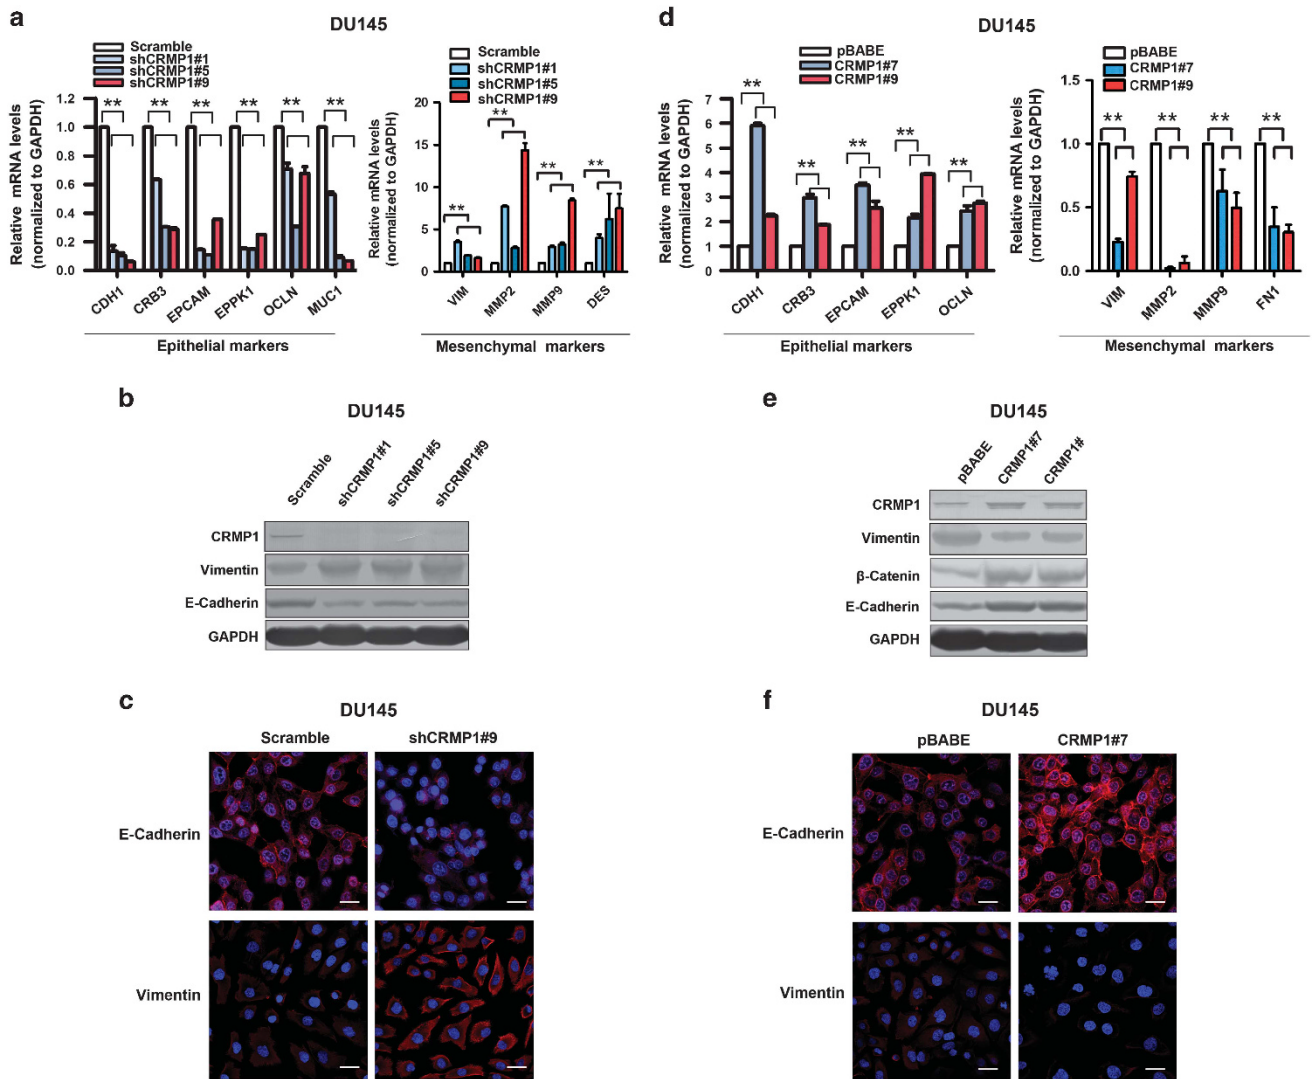 a
DU145
Scramble
shCRMP1#1
shCRMP1#5
shCRMP1#9
Relative mRNA levels
(normalized to GAPDH)
1.2
1.0
0.8
0.6
0.4
0.2
0.0
** ** ** ** ** **
CDH1 CRB3 EPCAM EPPK1 OCLN MUC1
Epithelial markers
Scramble
shCRMP1#1
shCRMP1#5
shCRMP1#9
Relative mRNA levels
(normalized to GAPDH)
20
15
10
5
0
** ** ** **
VIM MMP2 MMP9 DES
Mesenchymal markers
d
DU145
pBABE
CRMP1#7
CRMP1#9
Relative mRNA levels
(normalized to GAPDH)
7
6
5
4
3
2
1
0
** ** ** ** **
CDH1 CRB3 EPCAM EPPK1 OCLN
Epithelial markers
pBABE
CRMP1#7
CRMP1#9
Relative mRNA levels
(normalized to GAPDH)
1.5
1.0
0.5
0.0
** ** ** **
VIM MMP2 MMP9 FN1
Mesenchymal markers
b
DU145
Scramble shCRMP1#1 shCRMP1#5 shCRMP1#9
CRMP1
Vimentin
E-Cadherin
GAPDH
e
DU145
pBABE CRMP1#7 CRMP1#
CRMP1
Vimentin
β-Catenin
E-Cadherin
GAPDH
c
DU145
Scramble shCRMP1#9
E-Cadherin
Vimentin
f
DU145
pBABE CRMP1#7
E-Cadherin
Vimentin